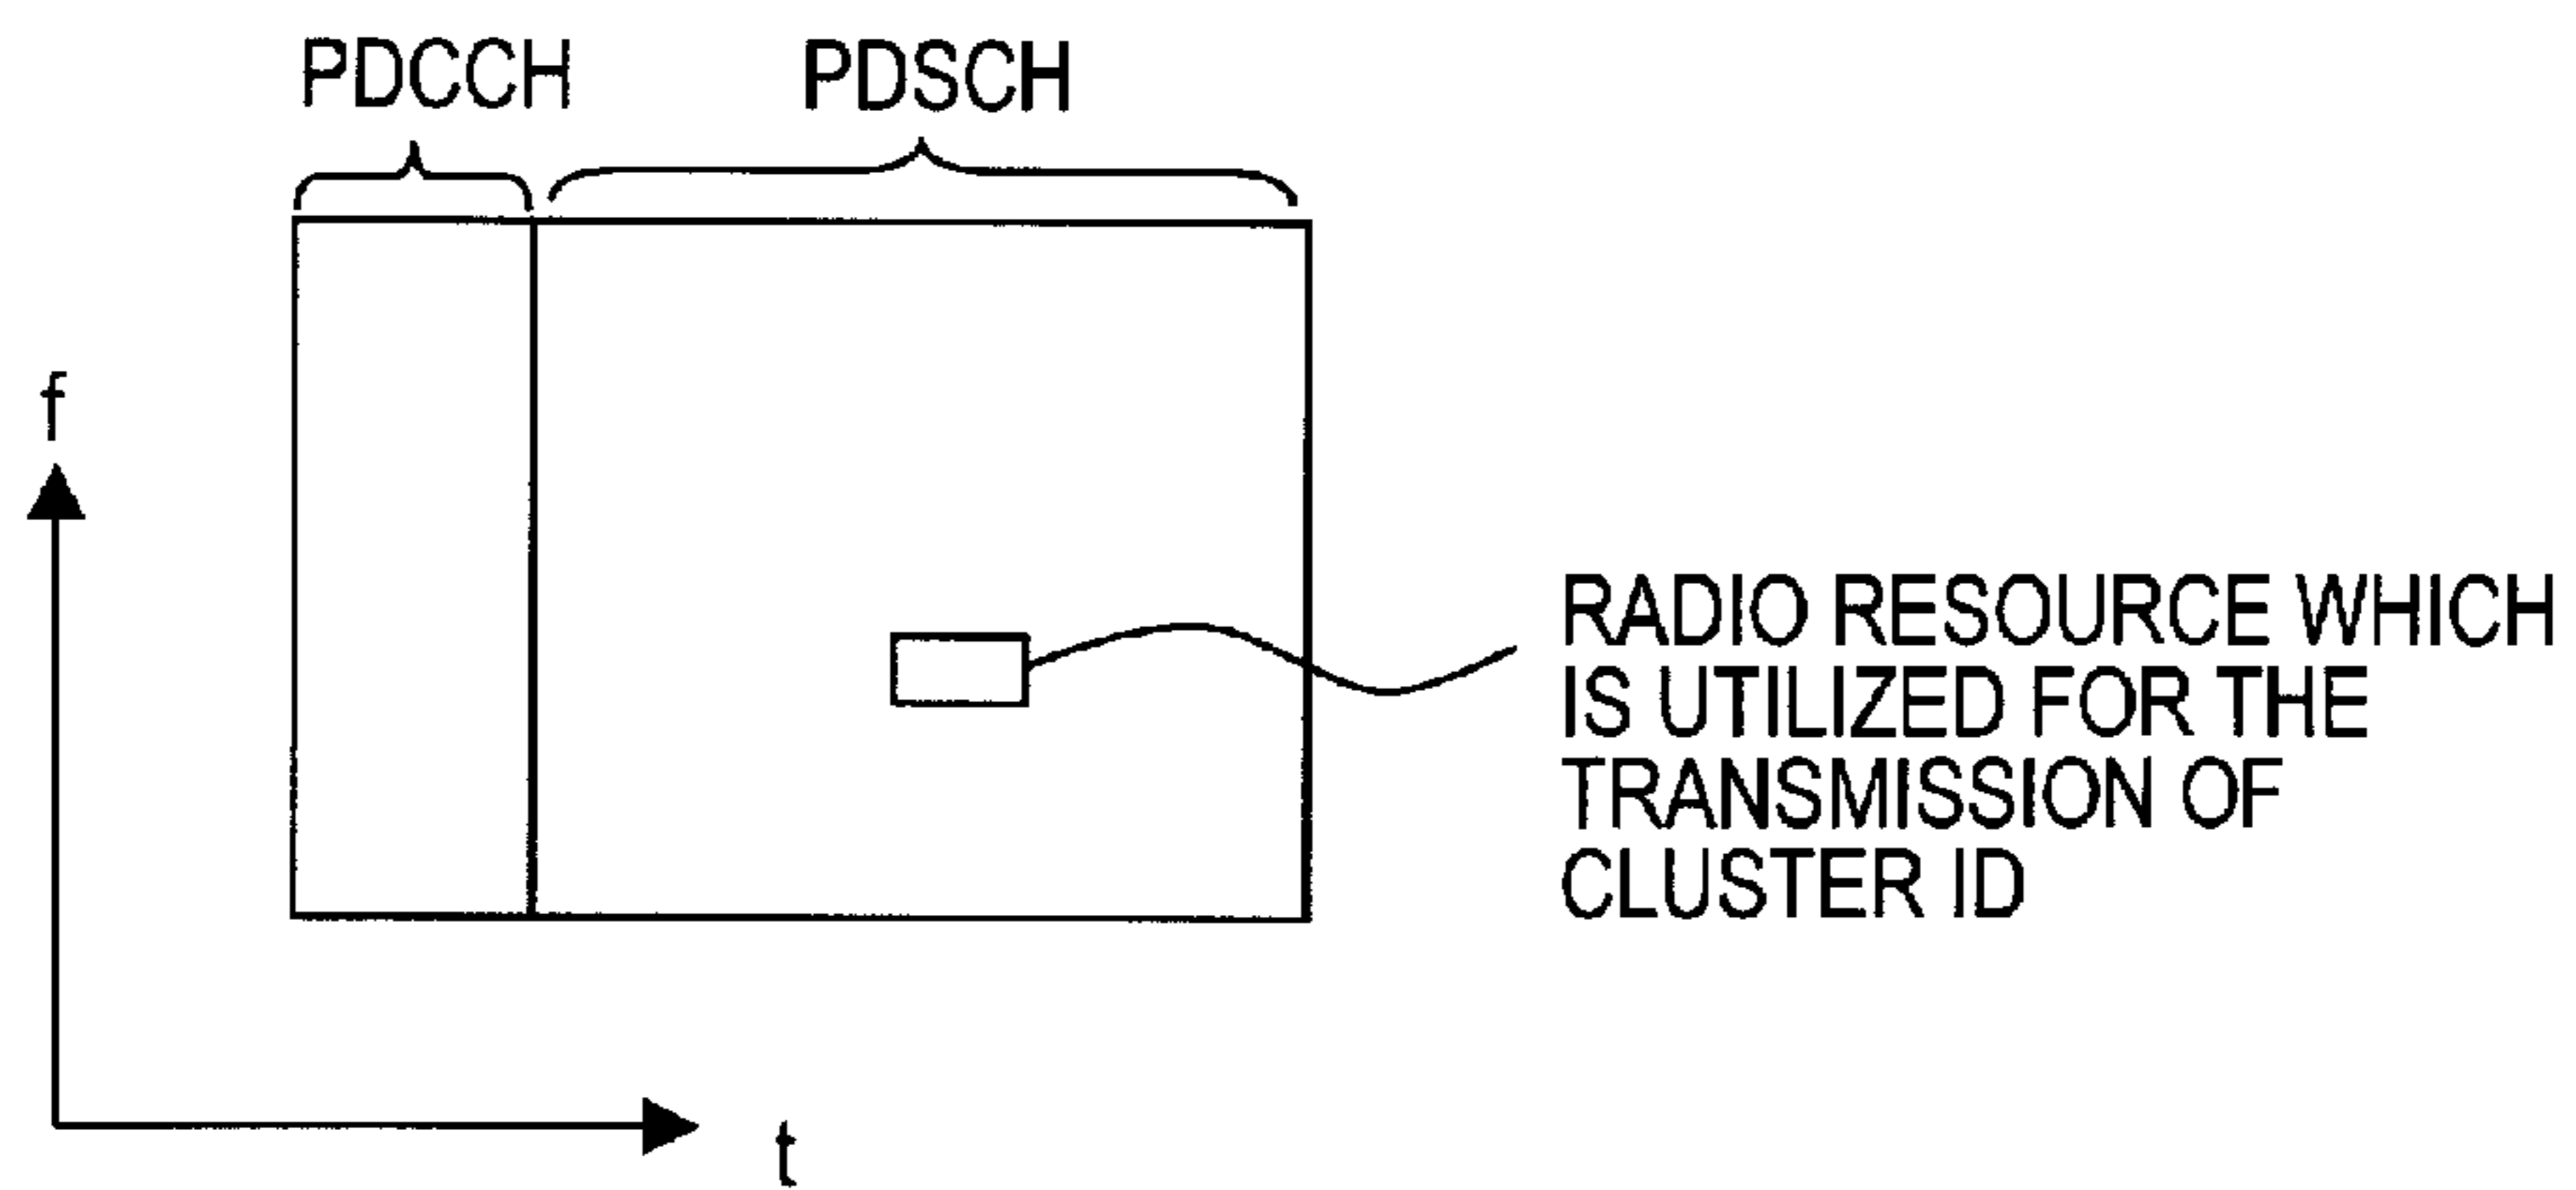 PDCCH
PDSCH
f
RADIO RESOURCE WHICH
IS UTILIZED FOR THE
TRANSMISSION OF
CLUSTER ID
t